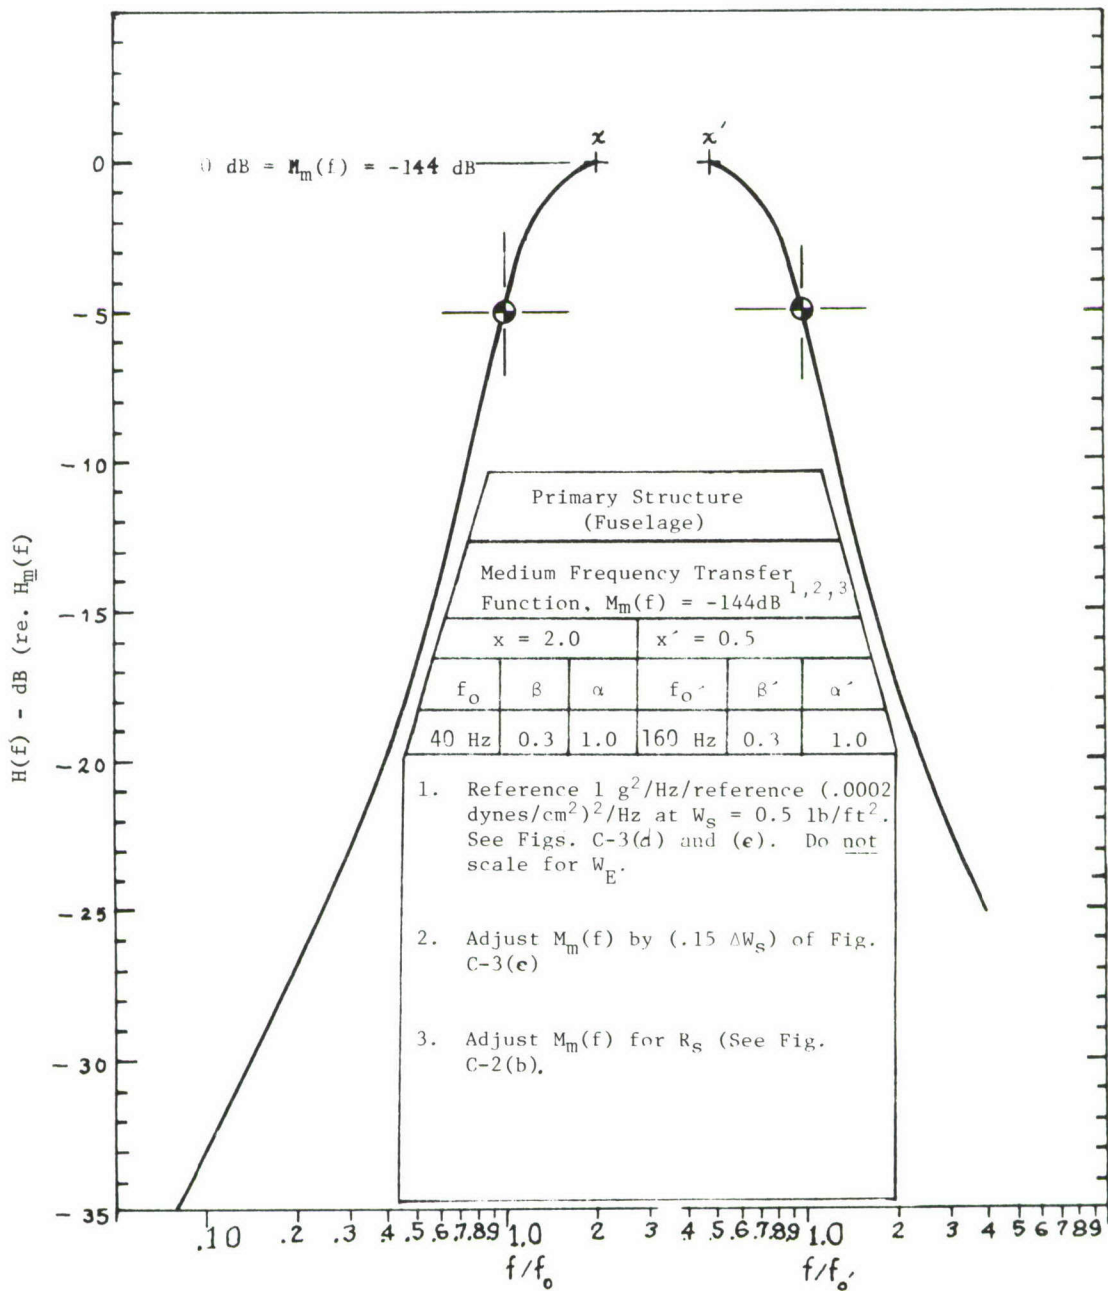 x x′
0
0 dB = Mm(f) = -144 dB
-5
-10
-15
-20
-25
-30
-35
H(f) - dB (re. Hm(f)
Primary Structure
(Fuselage)
Medium Frequency Transfer
Function, Mm(f) = -144dB 1,2,3
x = 2.0 x′ = 0.5
fo β α fo′ β′ α′
40 Hz 0.3 1.0 160 Hz 0.3 1.0
1. Reference 1 g²/Hz/reference (.0002
dynes/cm²)²/Hz at Ws = 0.5 lb/ft².
See Figs. C-3(d) and (e). Do not
scale for WE.
2. Adjust Mm(f) by (.15 ΔWs) of Fig.
C-3(e)
3. Adjust Mm(f) for Rs (See Fig.
C-2(b).
.10 .2 .3 .4 .5 .6 .7 .8 .9 1.0 2 3 .4 .5 .6 .7 .8 .9 1.0 2 3 4 5 6 7 8 9
f/fo f/fo′